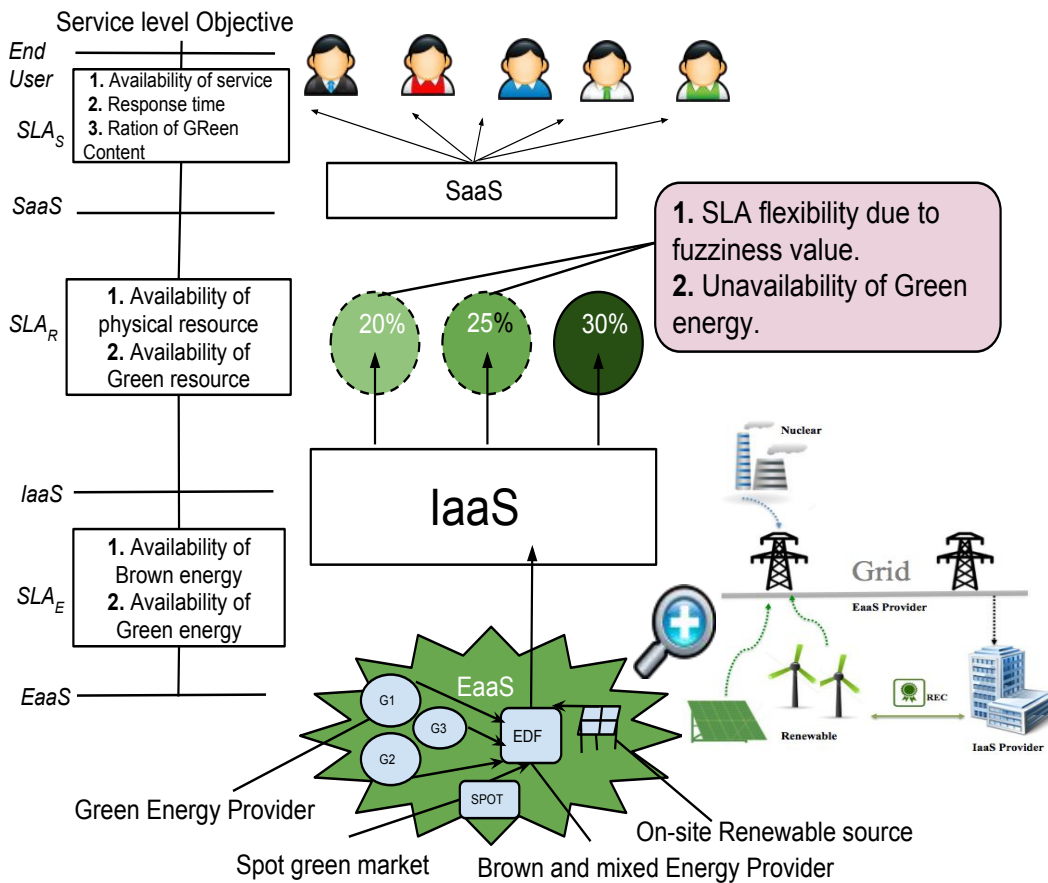 Service level Objective
End
User
1. Availability of service
2. Response time
3. Ration of GReen
Content
SLAS
SaaS
SaaS
1. SLA flexibility due to
fuzziness value.
2. Unavailability of Green
energy.
1. Availability of
physical resource
2. Availability of
Green resource
SLAR
20%
25%
30%
IaaS
IaaS
Nuclear
Grid
EaaS Provider
1. Availability of
Brown energy
2. Availability of
Green energy
SLAE
EaaS
EaaS
G1
G3
G2
EDF
SPOT
REC
Renewable
IaaS Provider
Green Energy Provider
Spot green market
Brown and mixed Energy Provider
On-site Renewable source